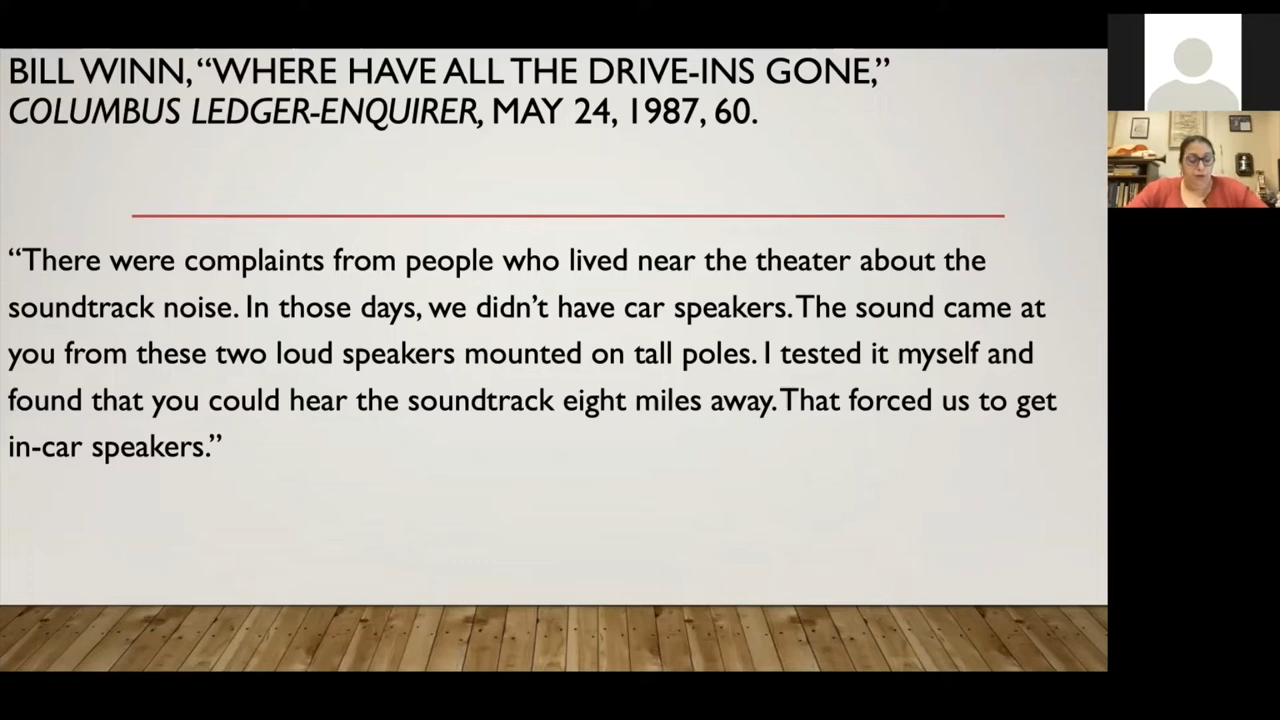 BILL WINN, “WHERE HAVE ALL THE DRIVE-INS GONE,”
COLUMBUS LEDGER-ENQUIRER, MAY 24, 1987, 60.
“There were complaints from people who lived near the theater about the
soundtrack noise. In those days, we didn’t have car speakers. The sound came at
you from these two loud speakers mounted on tall poles. I tested it myself and
found that you could hear the soundtrack eight miles away. That forced us to get
in-car speakers.”